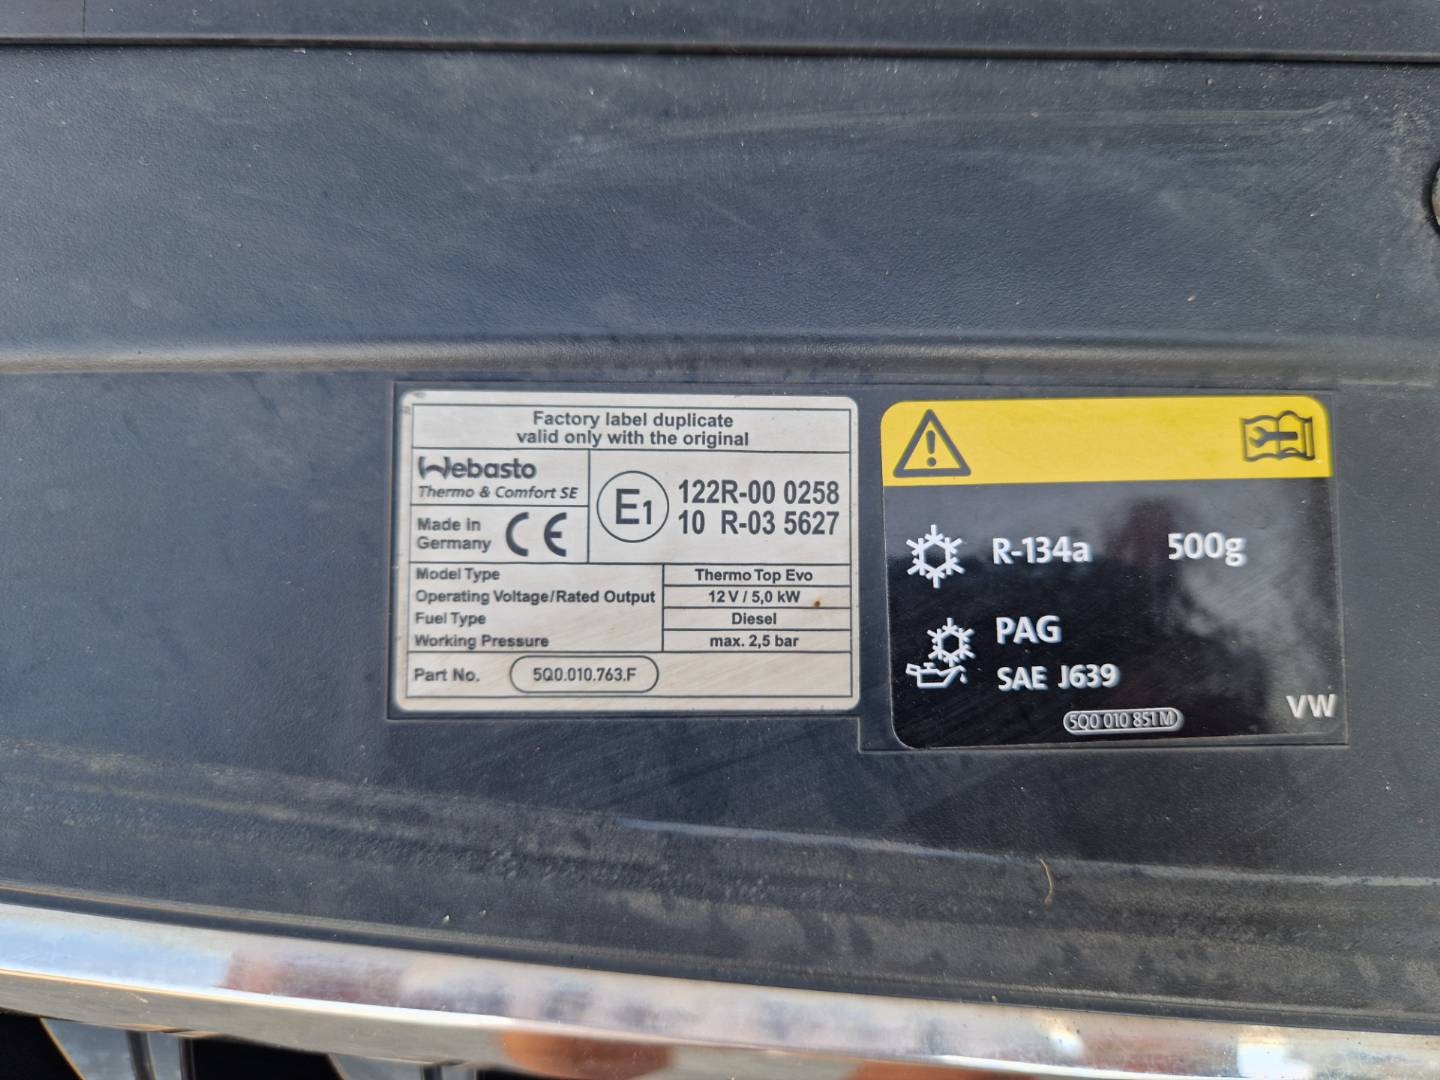 Factory label duplicate
valid only with the original
Webasto
Thermo & Comfort SE
Made in
Germany
CE
E1
122R-00 0258
10 R-03 5627
Model Type Thermo Top Evo
Operating Voltage/Rated Output 12 V / 5,0 kW
Fuel Type Diesel
Working Pressure max. 2,5 bar
Part No. 5Q0.010.763.F
R-134a 500g
PAG
SAE J639
5Q0 010 851 M
VW